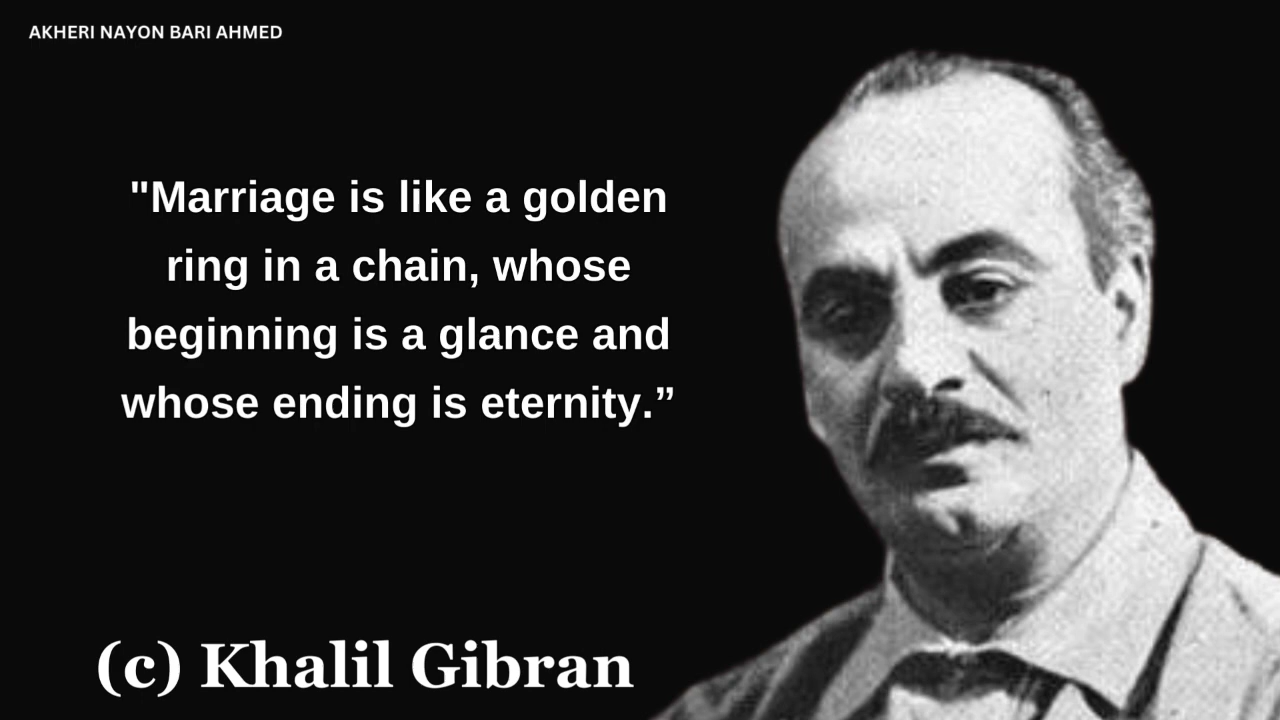 AKHERI NAYON BARI AHMED
"Marriage is like a golden
ring in a chain, whose
beginning is a glance and
whose ending is eternity.”
(c) Khalil Gibran